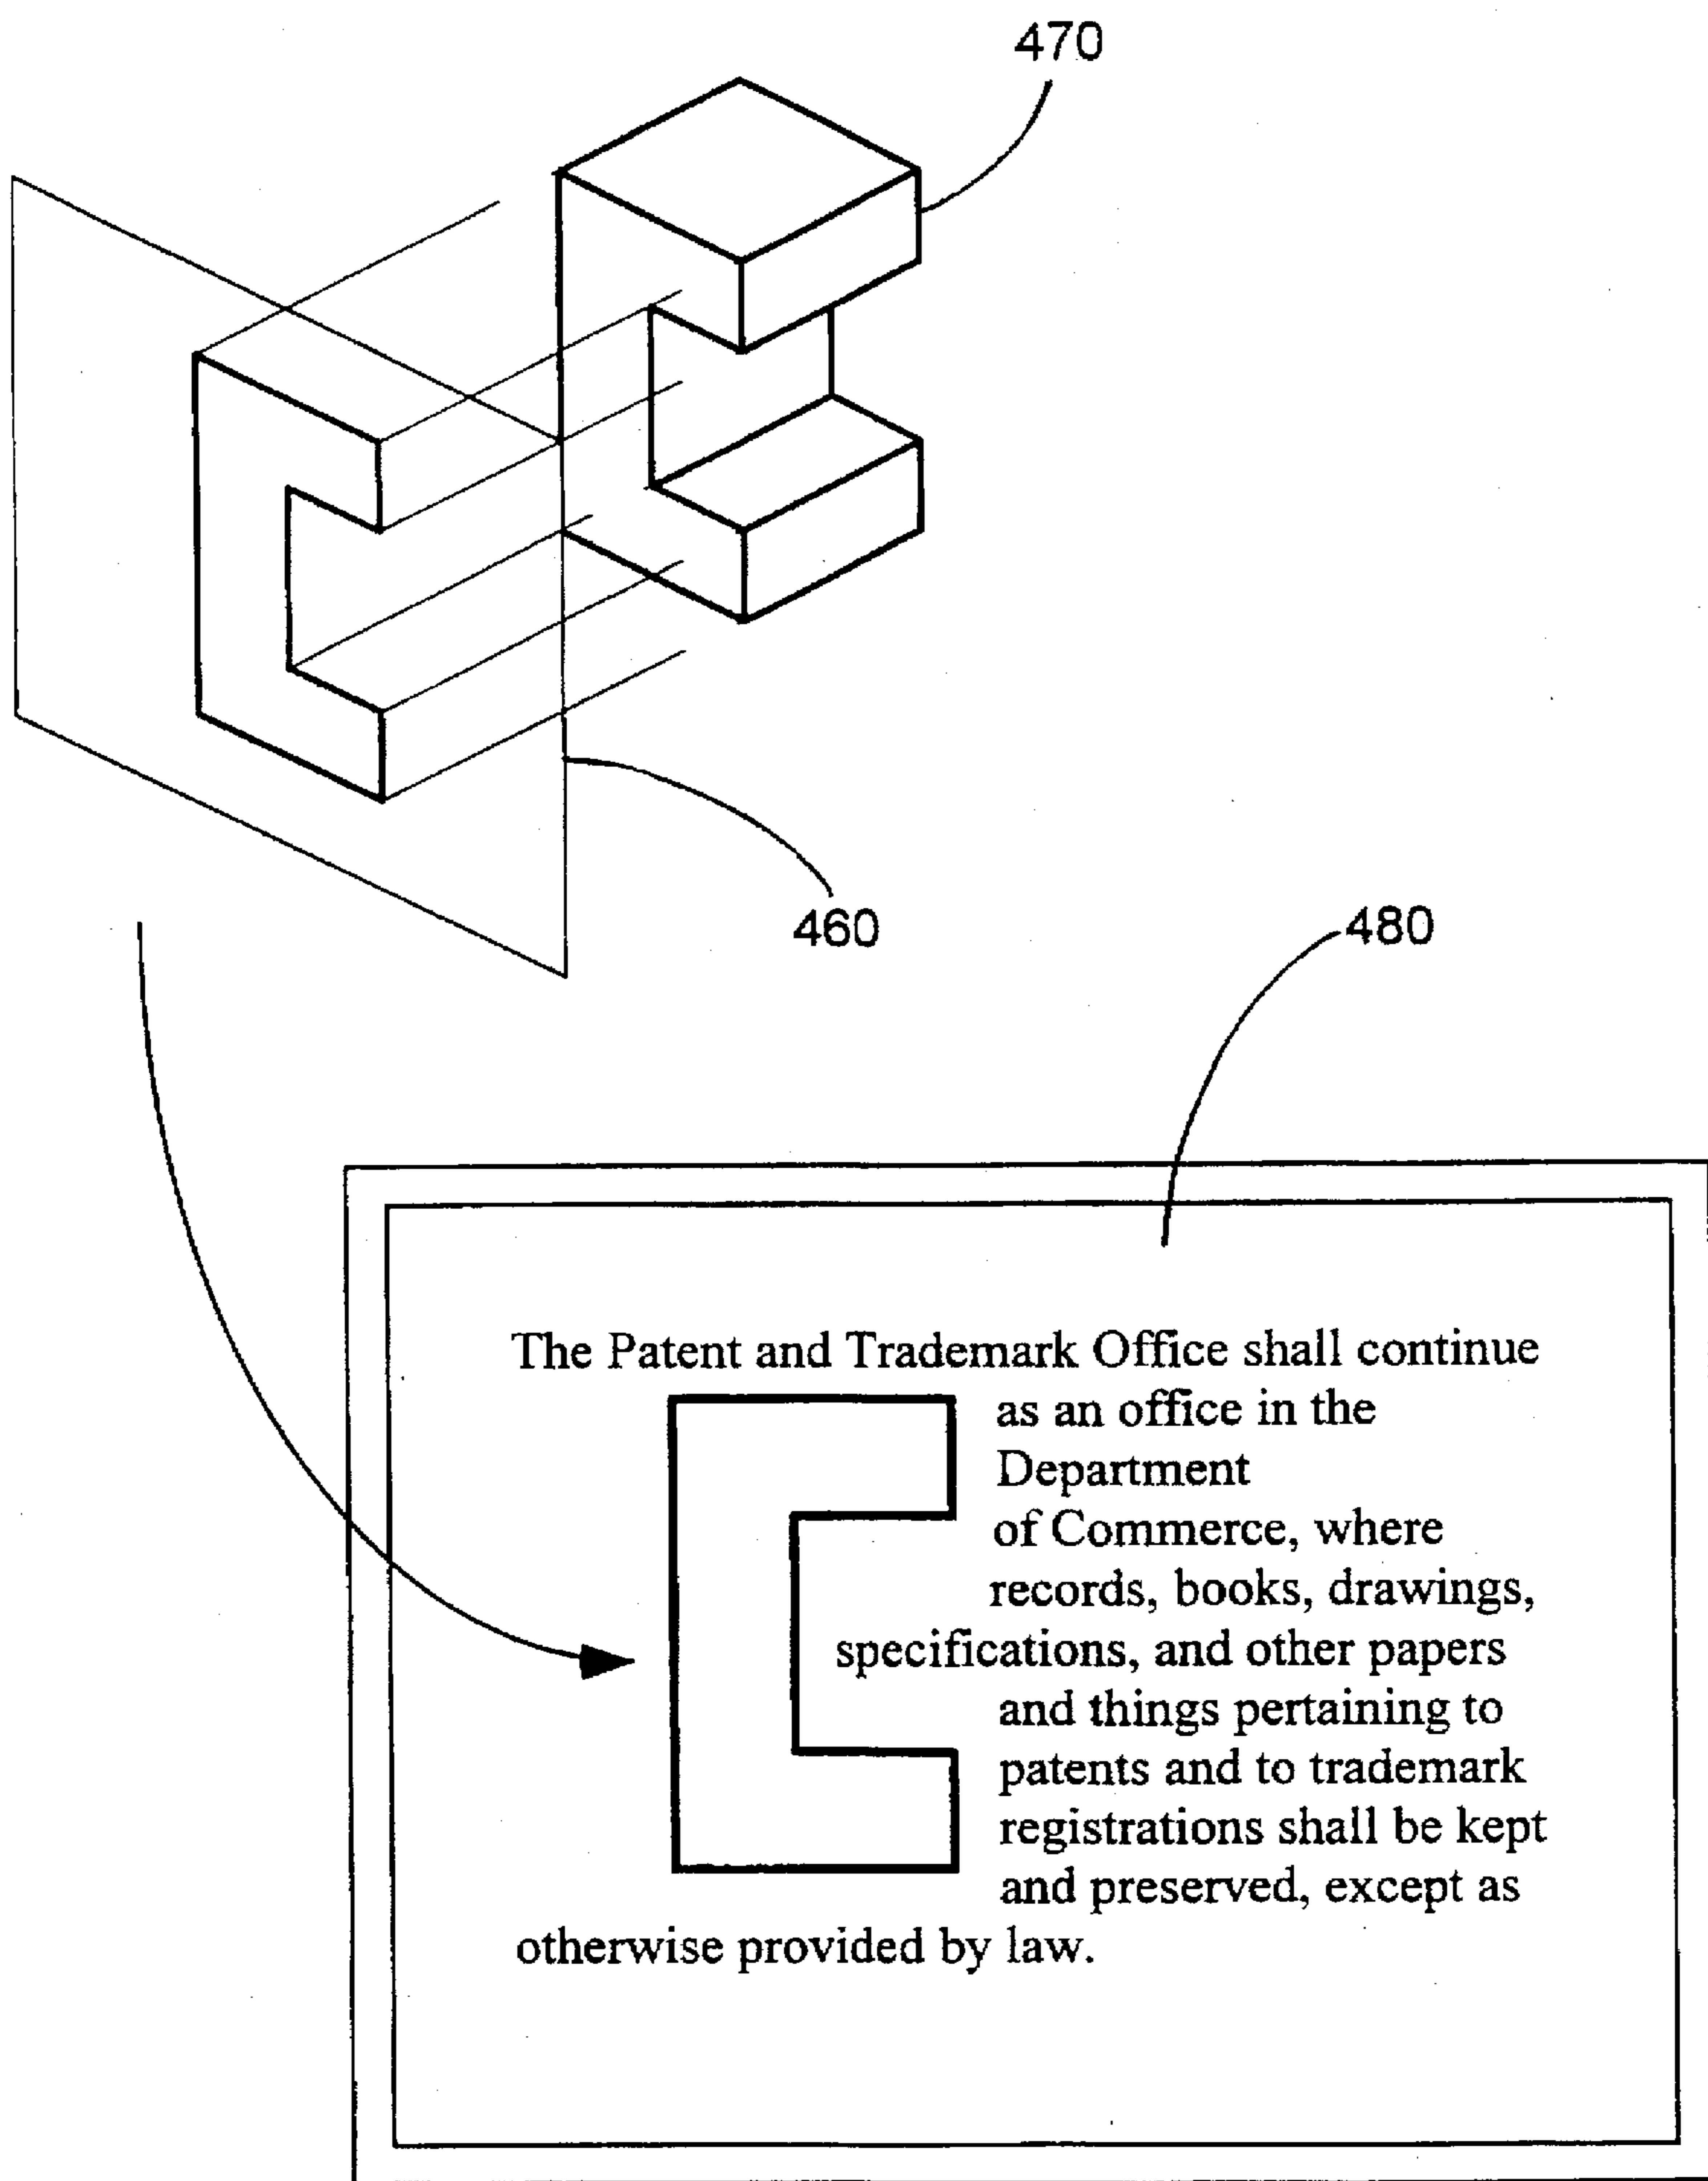 470
460
480
The Patent and Trademark Office shall continue
as an office in the
Department
of Commerce, where
records, books, drawings,
specifications, and other papers
and things pertaining to
patents and to trademark
registrations shall be kept
and preserved, except as
otherwise provided by law.